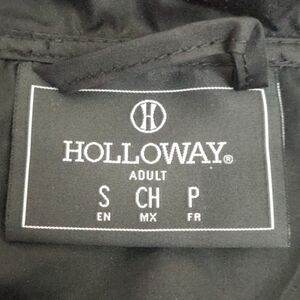 H
HOLLOWAY®
ADULT
S CH P
EN MX FR